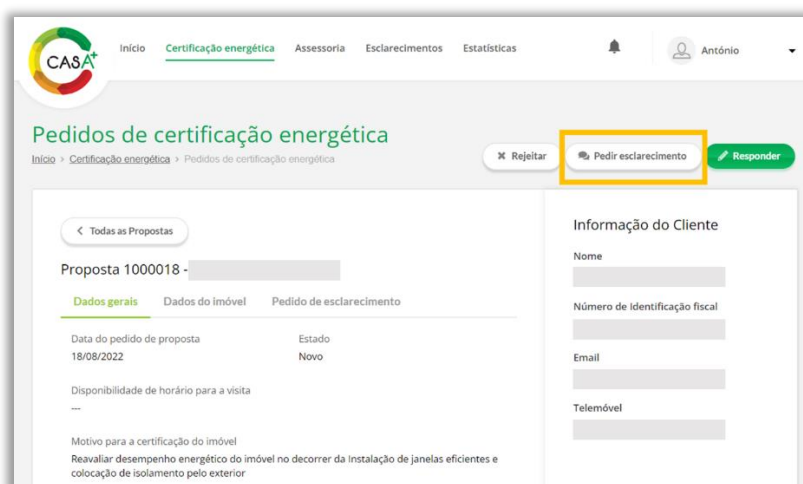 CASA+
Início Certificação energética Assessoria Esclarecimentos Estatísticas António
Pedidos de certificação energética
Início > Certificação energética > Pedidos de certificação energética
Rejeitar Pedir esclarecimento Responder
Todas as Propostas
Proposta 1000018 -
Dados gerais Dados do imóvel Pedido de esclarecimento
Data do pedido de proposta Estado
18/08/2022 Novo
Disponibilidade de horário para a visita
---
Motivo para a certificação do imóvel
Reavaliar desempenho energético do imóvel no decorrer da Instalação de janelas eficientes e
colocação de isolamento pelo exterior
Informação do Cliente
Nome
Número de Identificação fiscal
Email
Telemóvel